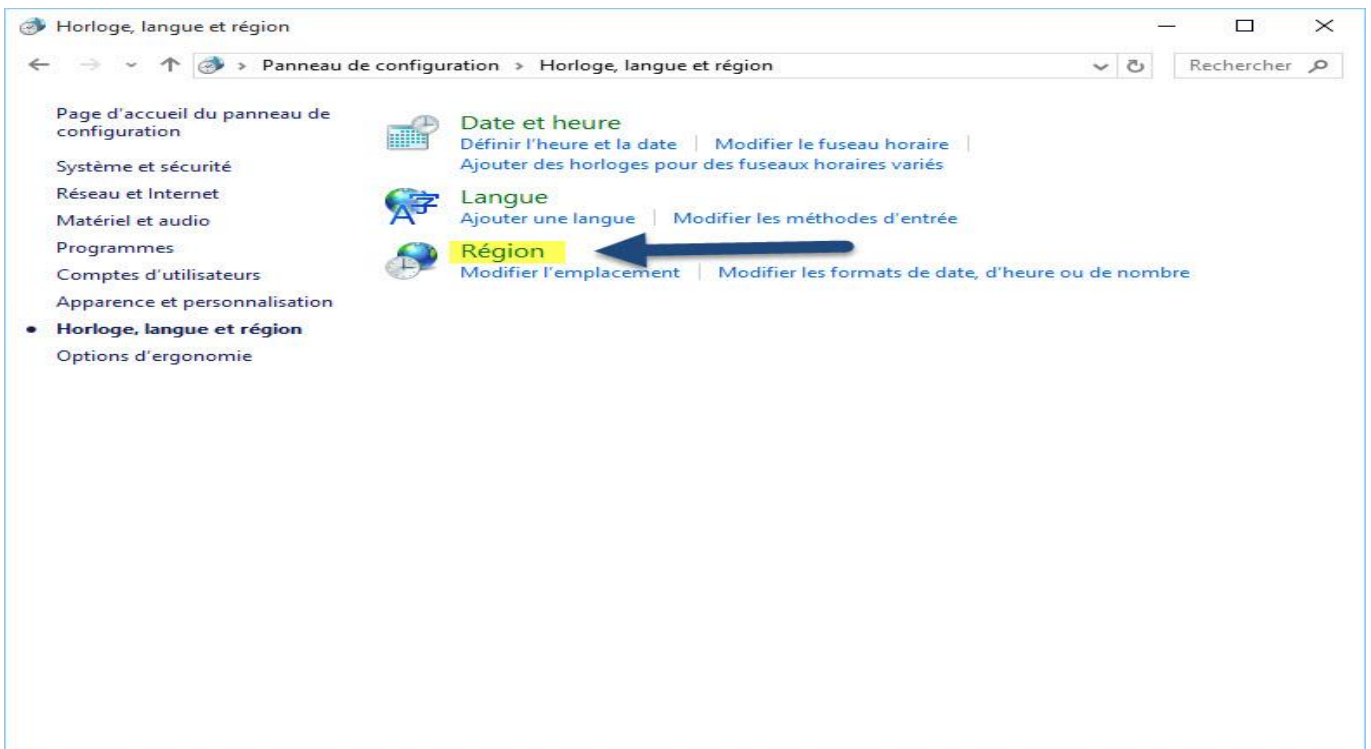 Horloge, langue et région
Panneau de configuration > Horloge, langue et région
Rechercher
Page d'accueil du panneau de
configuration
Système et sécurité
Réseau et Internet
Matériel et audio
Programmes
Comptes d'utilisateurs
Apparence et personnalisation
Horloge, langue et région
Options d'ergonomie
Date et heure
Définir l'heure et la date | Modifier le fuseau horaire |
Ajouter des horloges pour des fuseaux horaires variés
Langue
Ajouter une langue | Modifier les méthodes d'entrée
Région
Modifier l'emplacement | Modifier les formats de date, d'heure ou de nombre